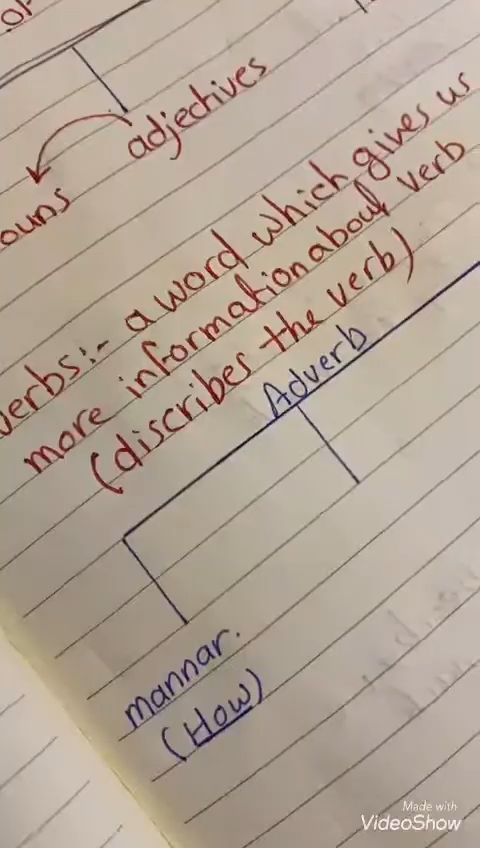 adjectives
ouns
verbs:- a word which gives us
more information about verb
(discribes the verb)
Adverb
mannar.
(How)
Made with
VideoShow